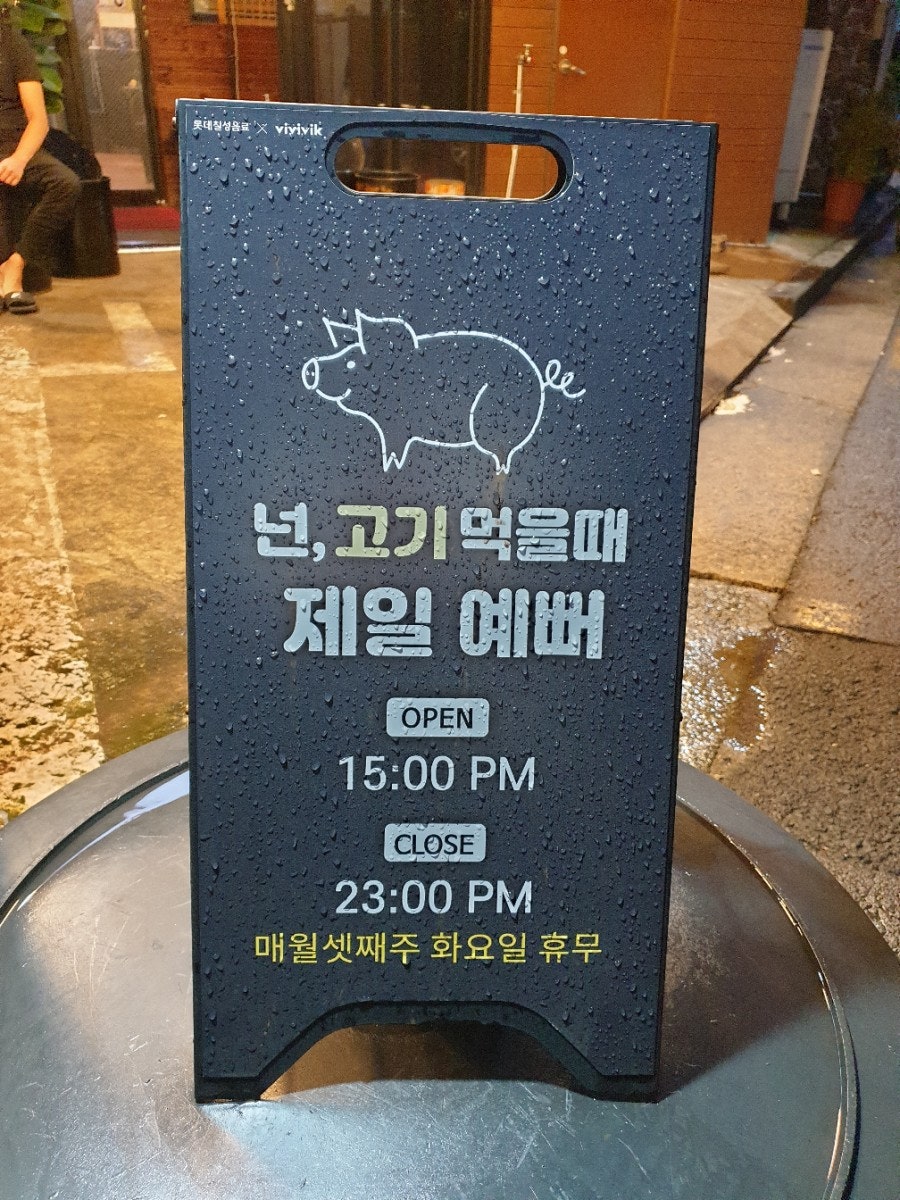 롯데칠성음료 × yiyivik
넌, 고기 먹을때
제일 예뻐
OPEN
15:00 PM
CLOSE
23:00 PM
매월셋째주 화요일 휴무